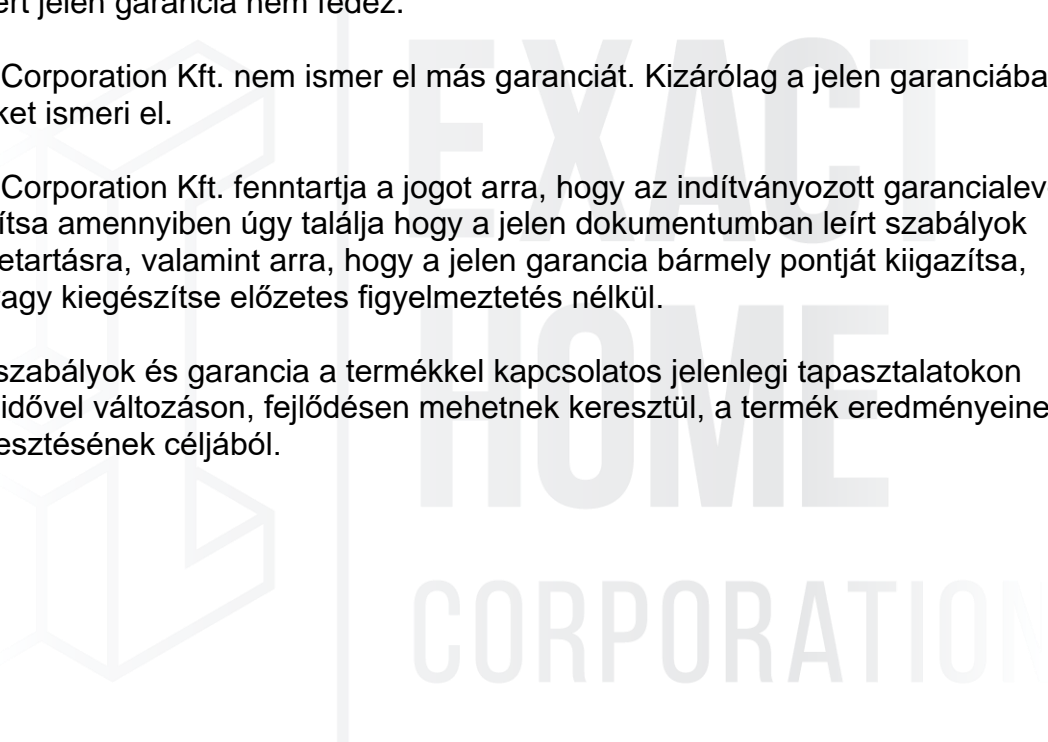 ért jelen garancia nem fedez.
Corporation Kft. nem ismer el más garanciát. Kizárólag a jelen garanciába
ket ismeri el.
Corporation Kft. fenntartja a jogot arra, hogy az indítványozott garancialev
ítsa amennyiben úgy találja hogy a jelen dokumentumban leírt szabályok
etartásra, valamint arra, hogy a jelen garancia bármely pontját kiigazítsa,
vagy kiegészítse előzetes figyelmeztetés nélkül.
szabályok és garancia a termékkel kapcsolatos jelenlegi tapasztalatokon
idővel változáson, fejlődésen mehetnek keresztül, a termék eredményeine
esztésének céljából.
EXACT
HOME
CORPORATION